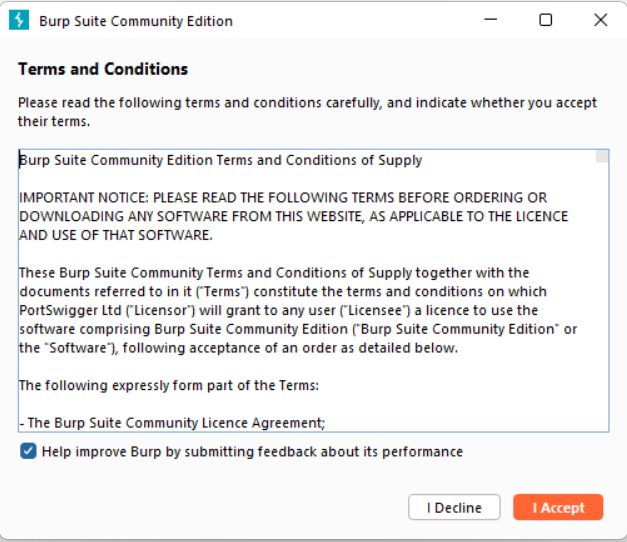 Burp Suite Community Edition
Terms and Conditions
Please read the following terms and conditions carefully, and indicate whether you accept
their terms.
Burp Suite Community Edition Terms and Conditions of Supply
IMPORTANT NOTICE: PLEASE READ THE FOLLOWING TERMS BEFORE ORDERING OR
DOWNLOADING ANY SOFTWARE FROM THIS WEBSITE, AS APPLICABLE TO THE LICENCE
AND USE OF THAT SOFTWARE.
These Burp Suite Community Terms and Conditions of Supply together with the
documents referred to in it ("Terms") constitute the terms and conditions on which
PortSwigger Ltd ("Licensor") will grant to any user ("Licensee") a licence to use the
software comprising Burp Suite Community Edition ("Burp Suite Community Edition" or
the "Software"), following acceptance of an order as detailed below.
The following expressly form part of the Terms:
- The Burp Suite Community Licence Agreement;
Help improve Burp by submitting feedback about its performance
I Decline
I Accept